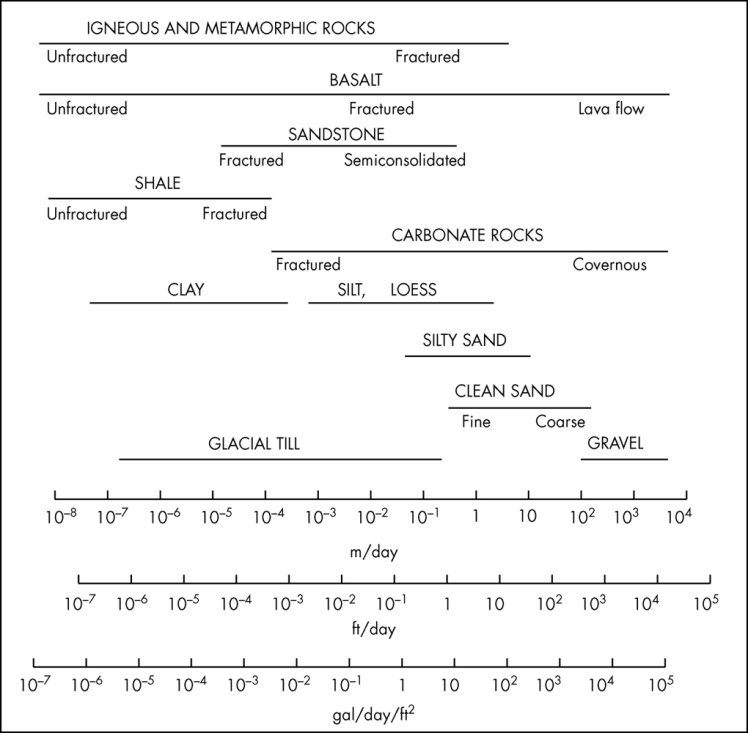 IGNEOUS AND METAMORPHIC ROCKS
Unfractured Fractured
BASALT
Unfractured Fractured Lava flow
SANDSTONE
Fractured Semiconsolidated
SHALE
Unfractured Fractured
CARBONATE ROCKS
Fractured Covernous
CLAY SILT, LOESS
SILTY SAND
CLEAN SAND
Fine Coarse
GLACIAL TILL GRAVEL
10⁻⁸ 10⁻⁷ 10⁻⁶ 10⁻⁵ 10⁻⁴ 10⁻³ 10⁻² 10⁻¹ 1 10 10² 10³ 10⁴
m/day
10⁻⁷ 10⁻⁶ 10⁻⁵ 10⁻⁴ 10⁻³ 10⁻² 10⁻¹ 1 10 10² 10³ 10⁴ 10⁵
ft/day
10⁻⁷ 10⁻⁶ 10⁻⁵ 10⁻⁴ 10⁻³ 10⁻² 10⁻¹ 1 10 10² 10³ 10⁴ 10⁵
gal/day/ft²